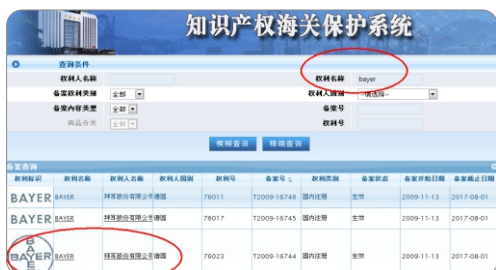 知识产权海关保护系统
查询条件
权利人名称 权利名称 bayer
备案权利类别 全部 权利人国别 --请选择--
备案内容类型 全部 备案号
商品分类 全部 权利号
模糊查询 精确查询
备案查询
权利标识 权利名称 权利人名称 权利人国别 权利号 备案号 权利类别 备案状态 备案开始日期 备案截止日期
BAYER BAYER 拜耳股份有限公司 德国 76011 T2009-16746 国内注册 生效 2009-11-13 2017-08-01
BAYER BAYER 拜耳股份有限公司 德国 76017 T2009-16745 国内注册 生效 2009-11-13 2017-08-01
BAYER BAYER BAYER 拜耳股份有限公司 德国 76023 T2009-16744 国内注册 生效 2009-11-13 2017-08-01